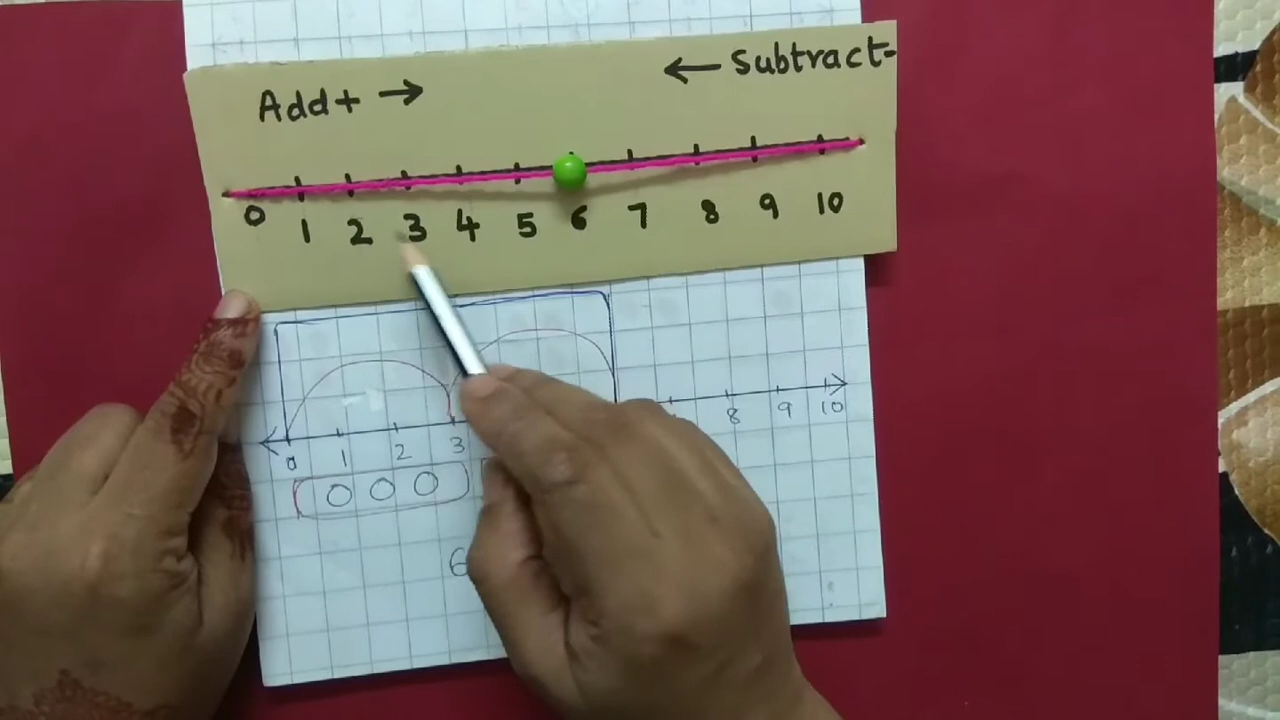 Add+ → ← Subtract-
0 1 2 3 4 5 6 7 8 9 10
0 1 2 3 8 9 10
6